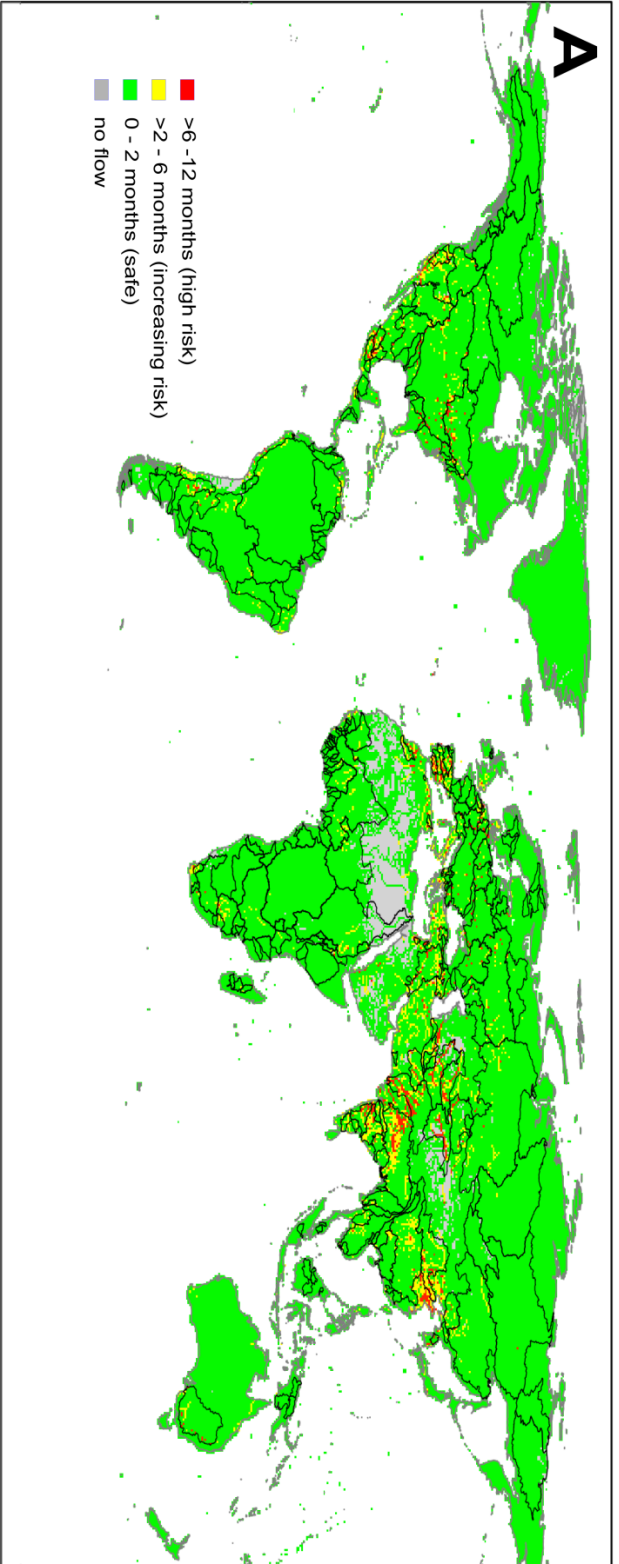 A
>6 -12 months (high risk)
>2 - 6 months (increasing risk)
0 - 2 months (safe)
no flow